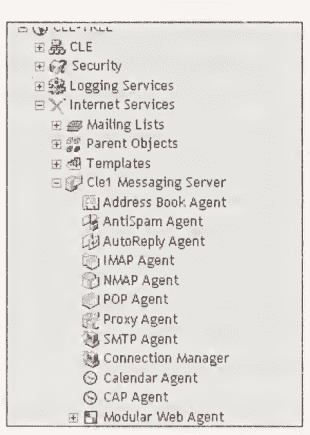 CLE-TREE
CLE
Security
Logging Services
Internet Services
Mailing Lists
Parent Objects
Templates
Cle1 Messaging Server
Address Book Agent
AntiSpam Agent
AutoReply Agent
IMAP Agent
NMAP Agent
POP Agent
Proxy Agent
SMTP Agent
Connection Manager
Calendar Agent
CAP Agent
Modular Web Agent